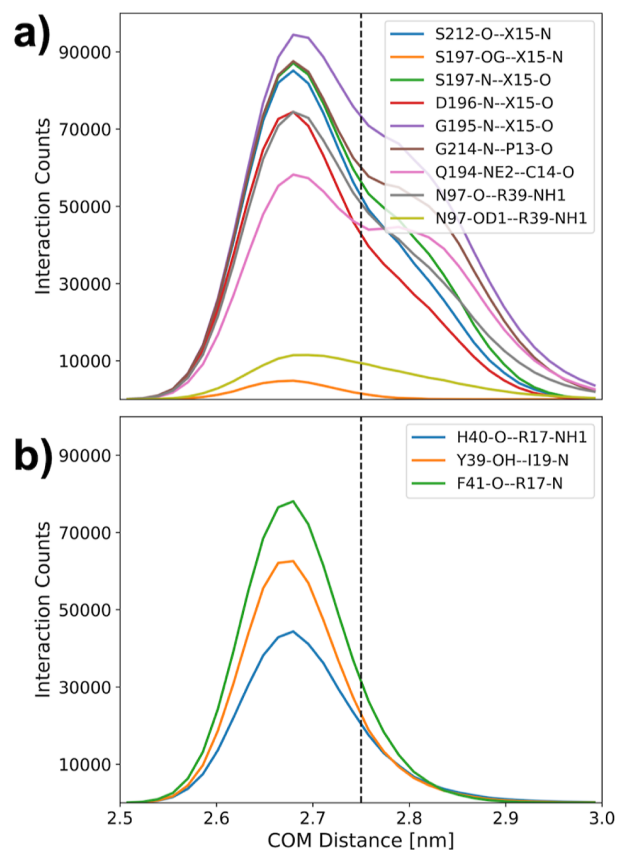 a)
90000
70000
50000
30000
10000
Interaction Counts
S212-O--X15-N
S197-OG--X15-N
S197-N--X15-O
D196-N--X15-O
G195-N--X15-O
G214-N--P13-O
Q194-NE2--C14-O
N97-O--R39-NH1
N97-OD1--R39-NH1
b)
90000
70000
50000
30000
10000
Interaction Counts
H40-O--R17-NH1
Y39-OH--I19-N
F41-O--R17-N
2.5 2.6 2.7 2.8 2.9 3.0
COM Distance [nm]